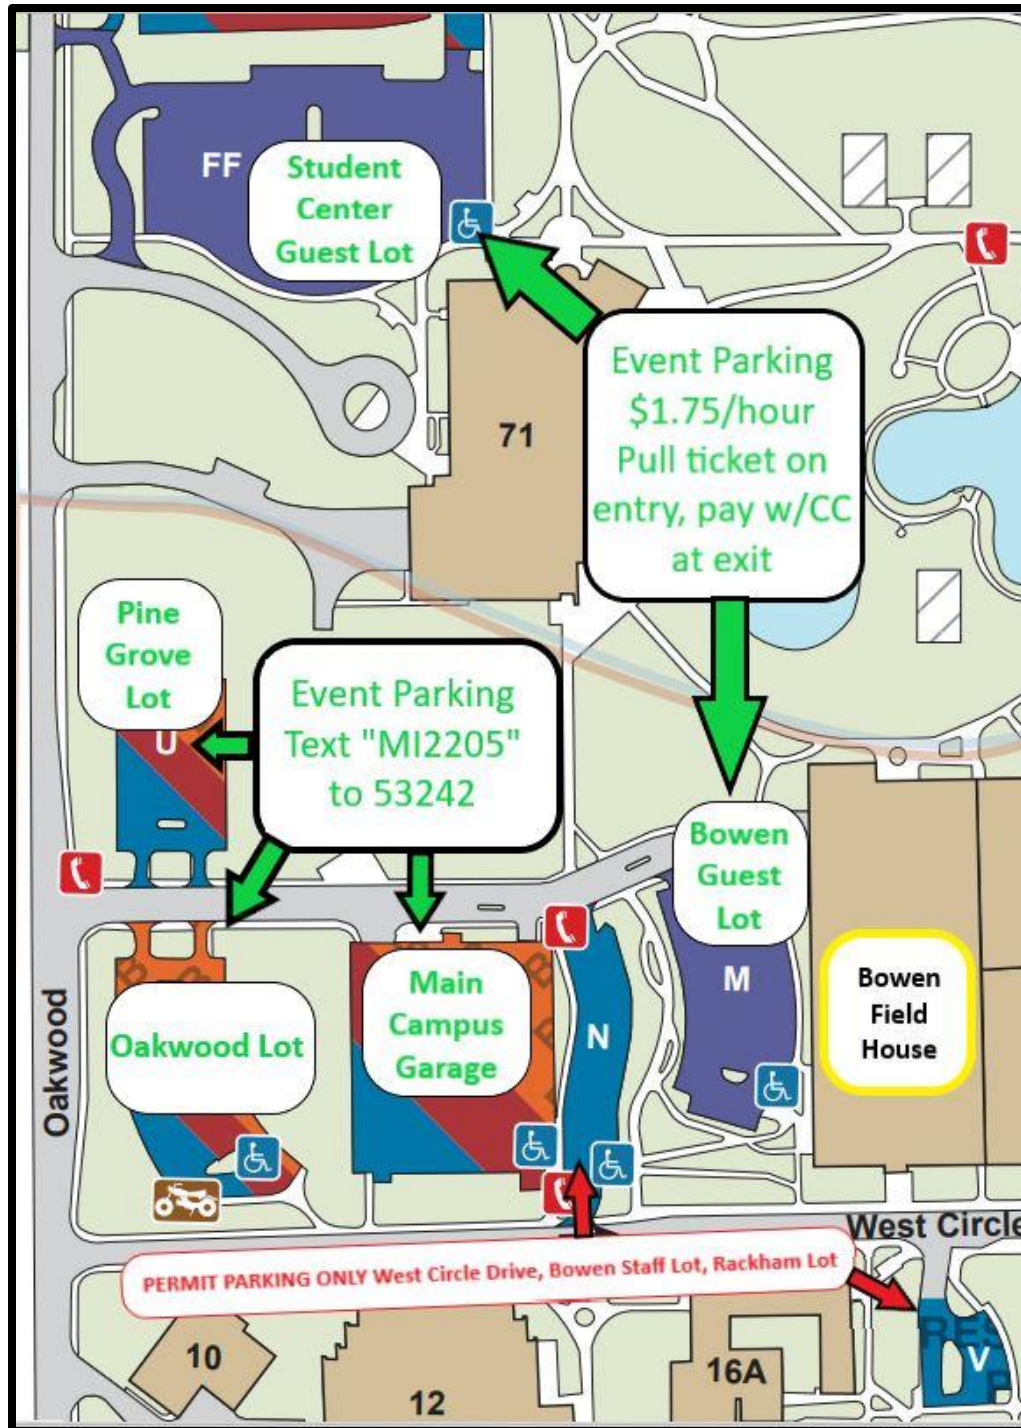 FF
Student
Center
Guest Lot
Event Parking
$1.75/hour
Pull ticket on
entry, pay w/CC
at exit
71
Pine
Grove
Lot
U
Event Parking
Text "MI2205"
to 53242
Bowen
Guest
Lot
M
Bowen
Field
House
Oakwood
B
B
Oakwood Lot
B
B
B
Main
Campus
Garage
N
West Circle
PERMIT PARKING ONLY West Circle Drive, Bowen Staff Lot, Rackham Lot
RES
V
P
10
12
16A